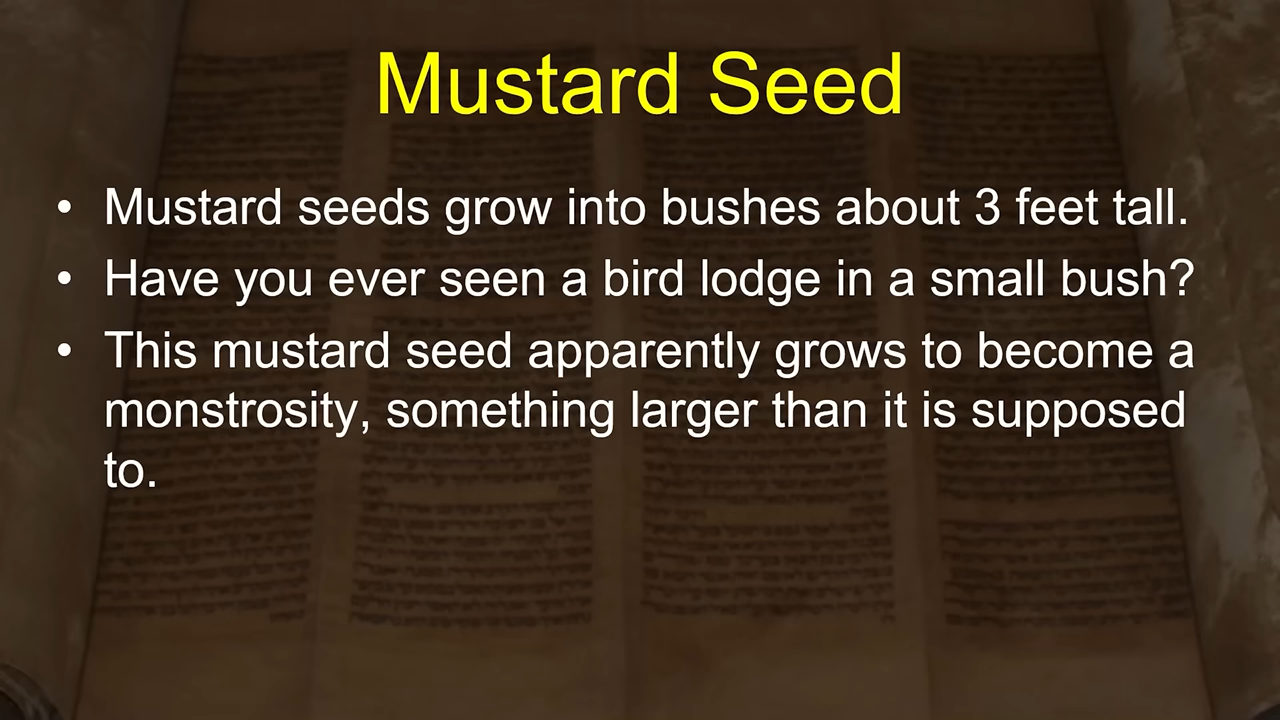 Mustard Seed
• Mustard seeds grow into bushes about 3 feet tall.
• Have you ever seen a bird lodge in a small bush?
• This mustard seed apparently grows to become a
monstrosity, something larger than it is supposed
to.